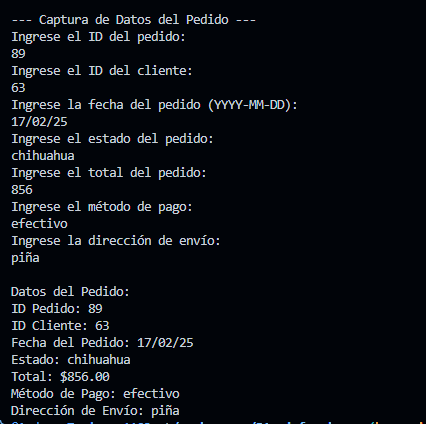 --- Captura de Datos del Pedido ---
Ingrese el ID del pedido:
89
Ingrese el ID del cliente:
63
Ingrese la fecha del pedido (YYYY-MM-DD):
17/02/25
Ingrese el estado del pedido:
chihuahua
Ingrese el total del pedido:
856
Ingrese el método de pago:
efectivo
Ingrese la dirección de envío:
piña

Datos del Pedido:
ID Pedido: 89
ID Cliente: 63
Fecha del Pedido: 17/02/25
Estado: chihuahua
Total: $856.00
Método de Pago: efectivo
Dirección de Envío: piña